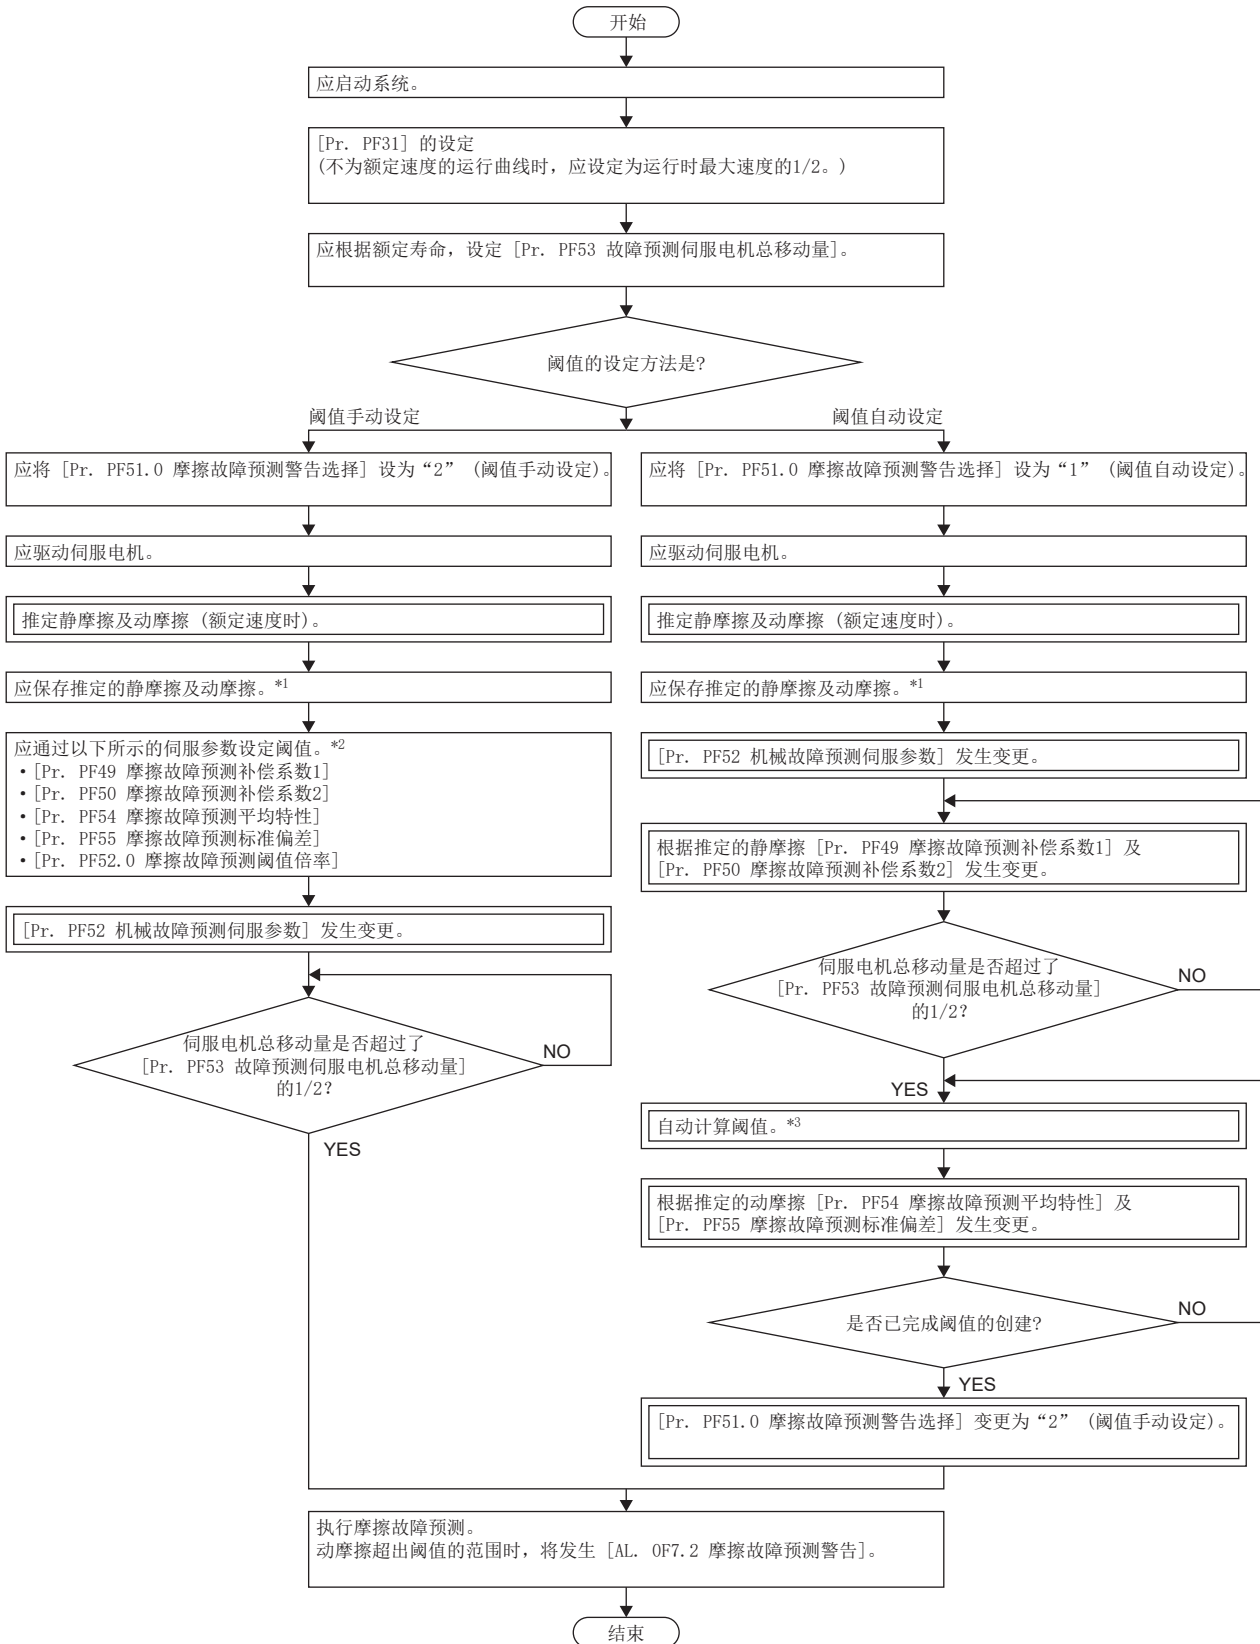 开始
应启动系统。
[Pr. PF31] 的设定
(不为额定速度的运行曲线时，应设定为运行时最大速度的1/2。)
应根据额定寿命，设定 [Pr. PF53 故障预测伺服电机总移动量]。
阈值的设定方法是?
阈值手动设定
阈值自动设定
应将 [Pr. PF51.0 摩擦故障预测警告选择] 设为“2” (阈值手动设定)。
应驱动伺服电机。
推定静摩擦及动摩擦 (额定速度时)。
应保存推定的静摩擦及动摩擦。*1
应通过以下所示的伺服参数设定阈值。*2
・[Pr. PF49 摩擦故障预测补偿系数1]
・[Pr. PF50 摩擦故障预测补偿系数2]
・[Pr. PF54 摩擦故障预测平均特性]
・[Pr. PF55 摩擦故障预测标准偏差]
・[Pr. PF52.0 摩擦故障预测阈值倍率]
[Pr. PF52 机械故障预测伺服参数] 发生变更。
伺服电机总移动量是否超过了
[Pr. PF53 故障预测伺服电机总移动量]
的1/2?
NO
YES
应将 [Pr. PF51.0 摩擦故障预测警告选择] 设为“1” (阈值自动设定)。
应驱动伺服电机。
推定静摩擦及动摩擦 (额定速度时)。
应保存推定的静摩擦及动摩擦。*1
[Pr. PF52 机械故障预测伺服参数] 发生变更。
根据推定的静摩擦 [Pr. PF49 摩擦故障预测补偿系数1] 及
[Pr. PF50 摩擦故障预测补偿系数2] 发生变更。
伺服电机总移动量是否超过了
[Pr. PF53 故障预测伺服电机总移动量]
的1/2?
NO
YES
自动计算阈值。*3
根据推定的动摩擦 [Pr. PF54 摩擦故障预测平均特性] 及
[Pr. PF55 摩擦故障预测标准偏差] 发生变更。
是否已完成阈值的创建?
NO
YES
[Pr. PF51.0 摩擦故障预测警告选择] 变更为“2” (阈值手动设定)。
执行摩擦故障预测。
动摩擦超出阈值的范围时，将发生 [AL. 0F7.2 摩擦故障预测警告]。
结束